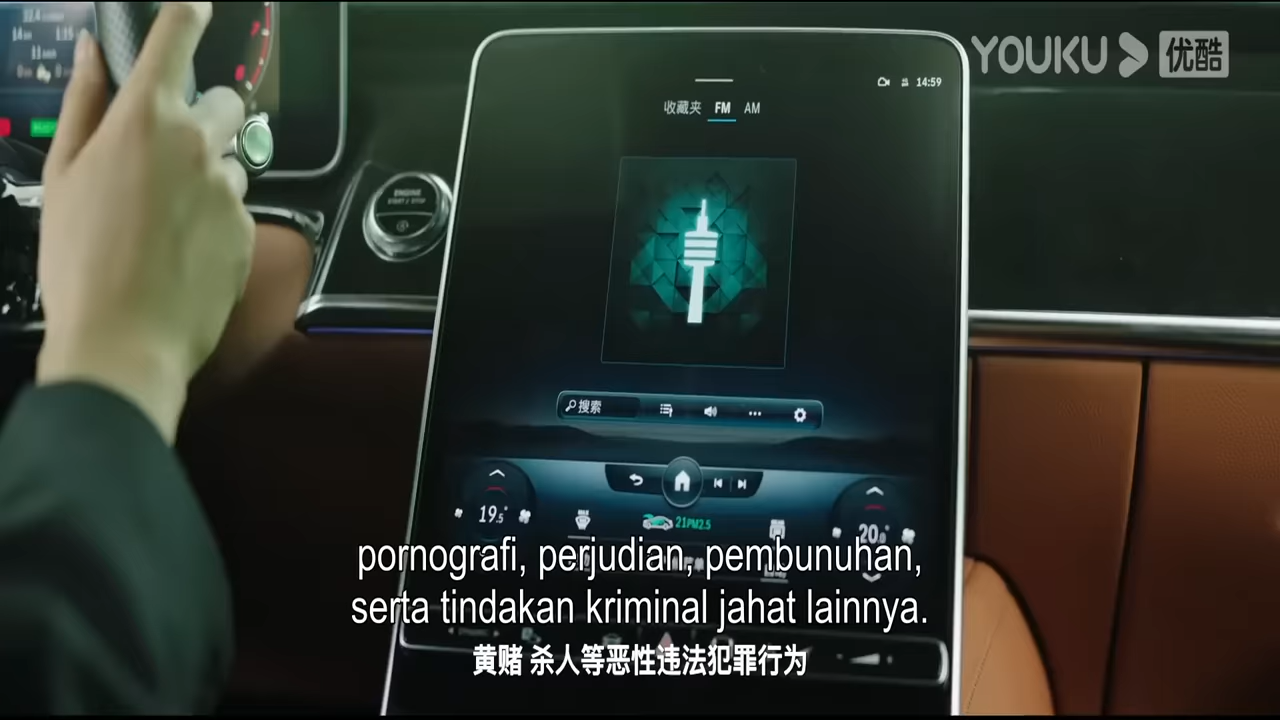 YOUKU 优酷
14:59
收藏夹 FM AM
ENGINE
START / STOP
搜索
19.5°
21PM2.5
20.0°
pornografi, perjudian, pembunuhan,
serta tindakan kriminal jahat lainnya.
黄赌 杀人等恶性违法犯罪行为